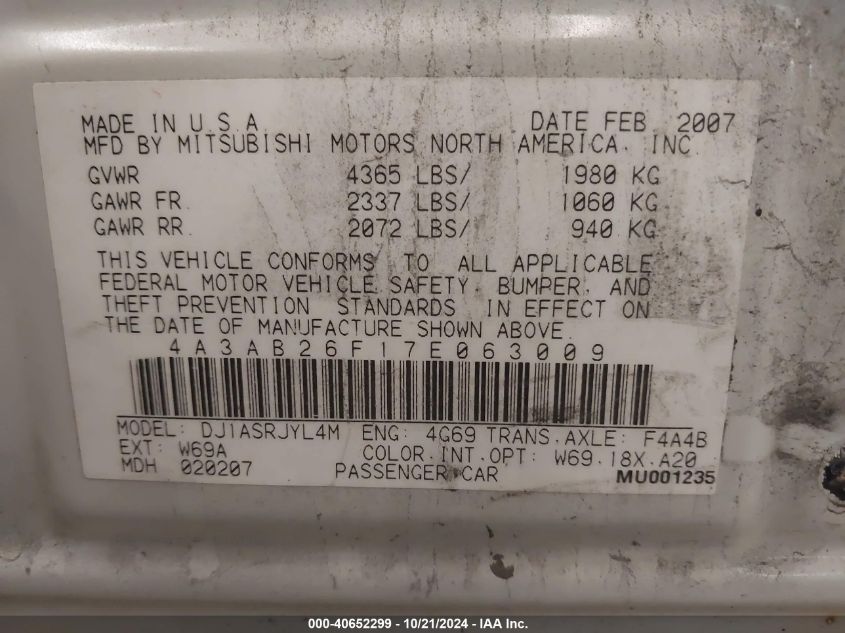 MADE IN U S A DATE FEB 2007
MFD BY MITSUBISHI MOTORS NORTH AMERICA. INC.
GVWR 4365 LBS/ 1980 KG
GAWR FR. 2337 LBS/ 1060 KG
GAWR RR. 2072 LBS/ 940 KG
THIS VEHICLE CONFORMS TO ALL APPLICABLE
FEDERAL MOTOR VEHICLE SAFETY, BUMPER, AND
THEFT PREVENTION STANDARDS IN EFFECT ON
THE DATE OF MANUFACTURE SHOWN ABOVE.
4A3AB26F17E063009
MODEL: DJ1ASRJYL4M ENG: 4G69 TRANS.AXLE: F4A4B
EXT: W69A COLOR.INT.OPT: W69.18X.A20
MDH 020207 PASSENGER CAR MU001235
000-40652299 - 10/21/2024 - IAA Inc.